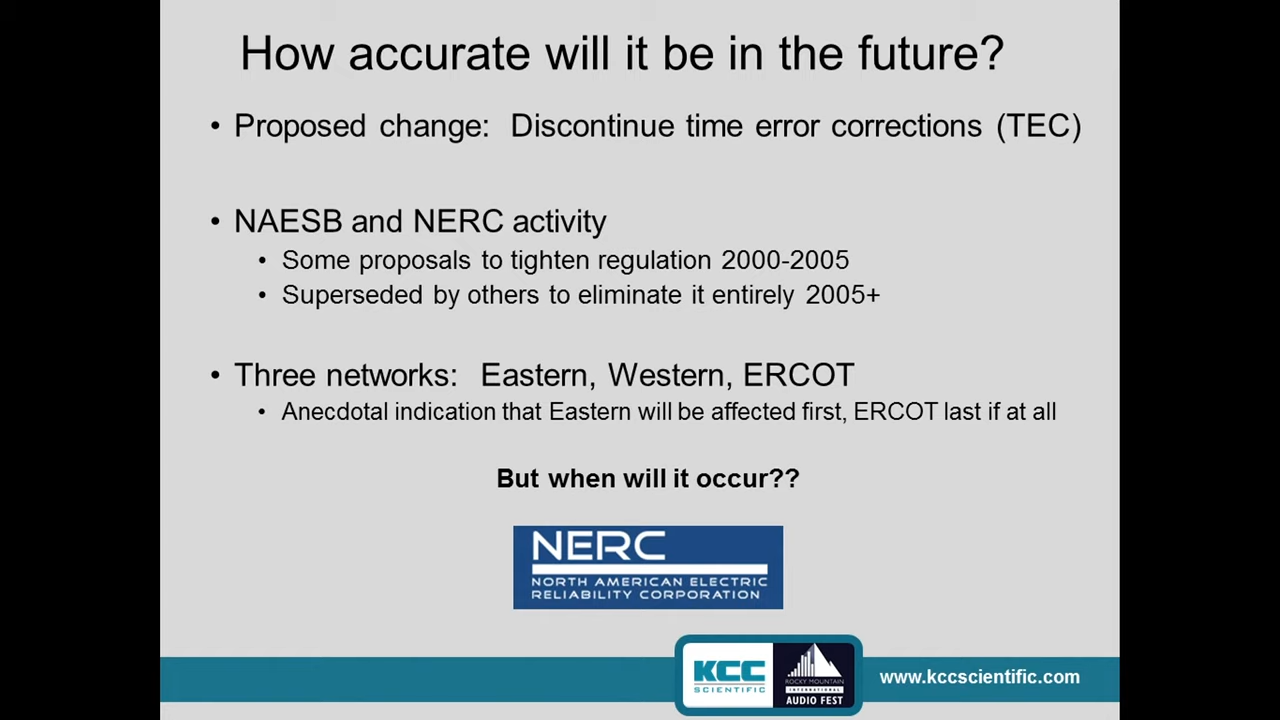 How accurate will it be in the future?
• Proposed change: Discontinue time error corrections (TEC)
• NAESB and NERC activity
• Some proposals to tighten regulation 2000-2005
• Superseded by others to eliminate it entirely 2005+
• Three networks: Eastern, Western, ERCOT
• Anecdotal indication that Eastern will be affected first, ERCOT last if at all
But when will it occur??
NERC
NORTH AMERICAN ELECTRIC
RELIABILITY CORPORATION
KCC
SCIENTIFIC
ROCKY MOUNTAIN
INTERNATIONAL
AUDIO FEST
www.kccscientific.com